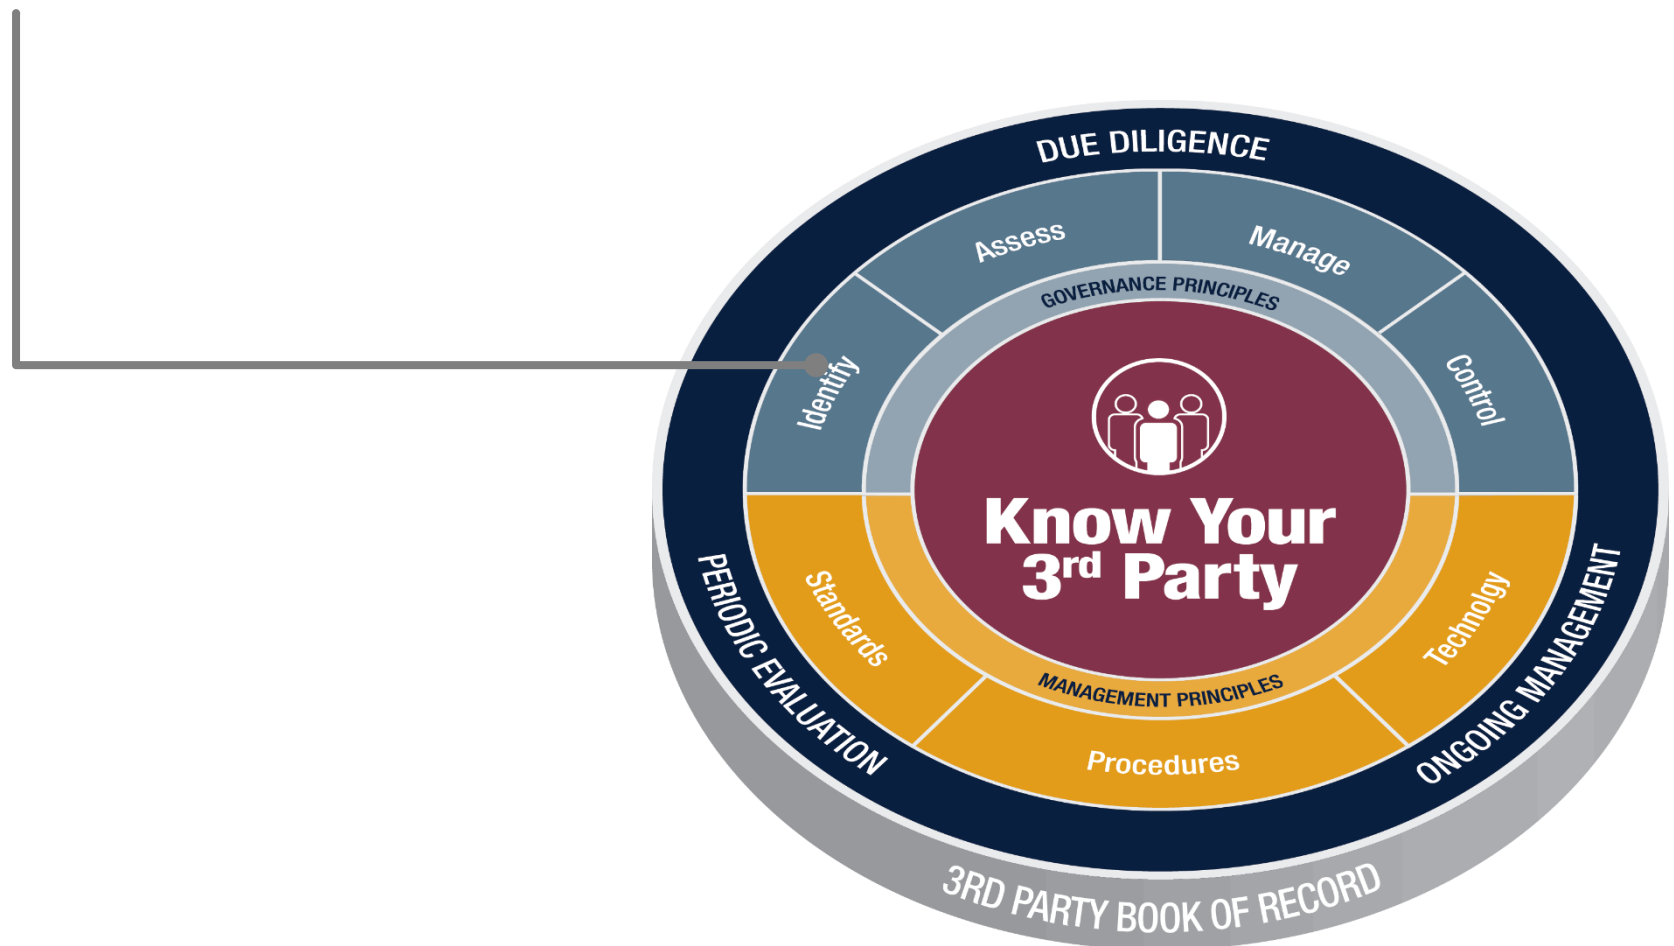 DUE DILIGENCE
Assess
Manage
GOVERNANCE PRINCIPLES
Identify
Control
Know Your
3rd Party
Standards
Technolgy
MANAGEMENT PRINCIPLES
Procedures
PERIODIC EVALUATION
ONGOING MANAGEMENT
3RD PARTY BOOK OF RECORD